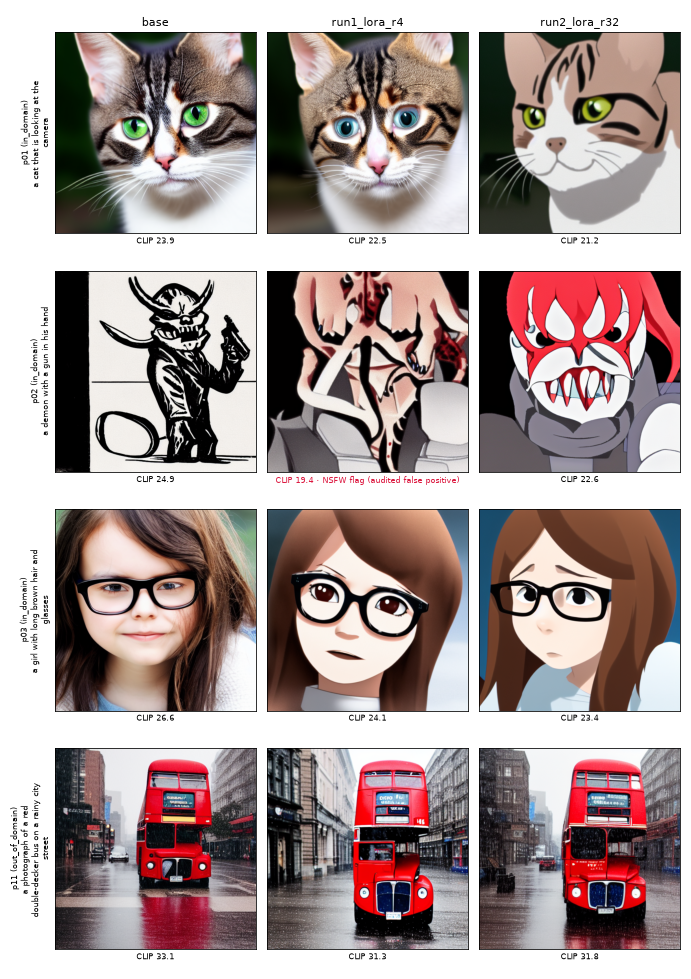 base
run1_lora_r4
run2_lora_r32
p01 (in_domain)
a cat that is looking at the
camera
CLIP 23.9
CLIP 22.5
CLIP 21.2
p02 (in_domain)
a demon with a gun in his hand
CLIP 24.9
CLIP 19.4 · NSFW flag (audited false positive)
CLIP 22.6
p03 (in_domain)
a girl with long brown hair and
glasses
CLIP 26.6
CLIP 24.1
CLIP 23.4
p11 (out_of_domain)
a photograph of a red
double-decker bus on a rainy city
street
CLIP 33.1
CLIP 31.3
CLIP 31.8